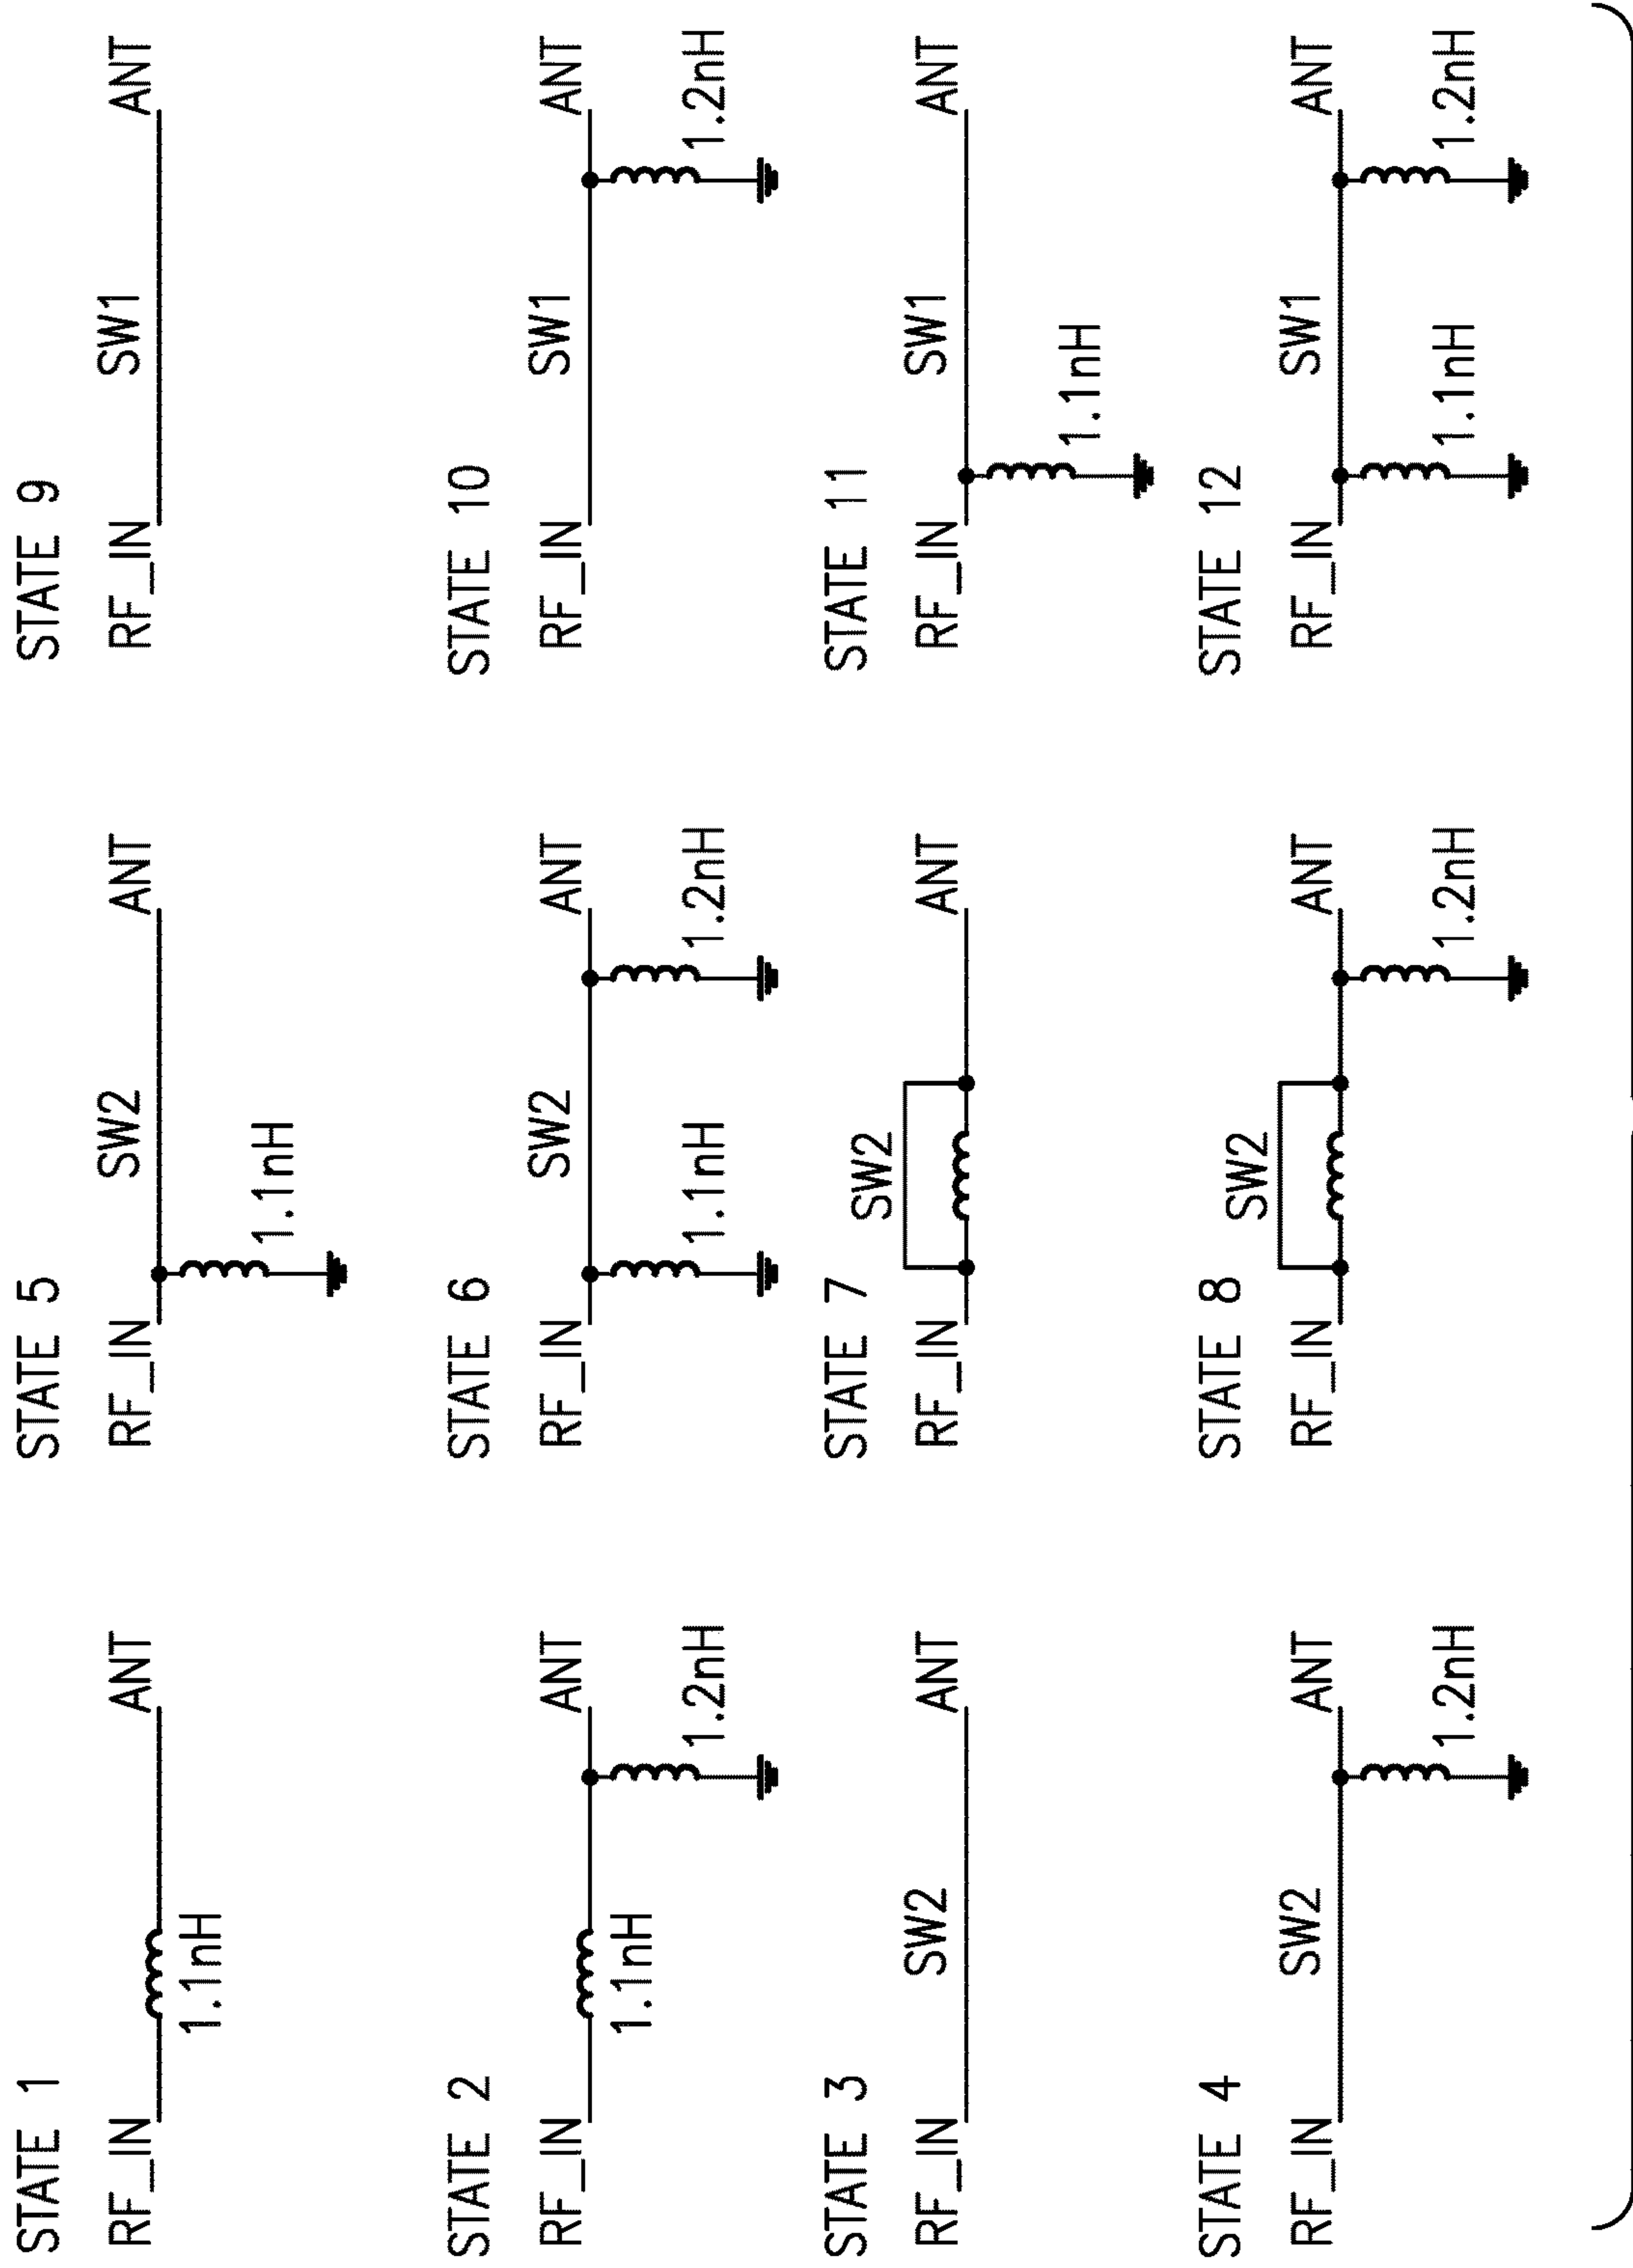 STATE 1
RF_IN
ANT
1.1nH
STATE 2
RF_IN
ANT
1.1nH
1.2nH
STATE 3
RF_IN
SW2
ANT
STATE 4
RF_IN
SW2
ANT
1.2nH
STATE 5
RF_IN
SW2
ANT
1.1nH
STATE 6
RF_IN
SW2
ANT
1.1nH
1.2nH
STATE 7
SW2
RF_IN
ANT
STATE 8
SW2
RF_IN
ANT
1.2nH
STATE 9
SW1
RF_IN
ANT
STATE 10
SW1
RF_IN
ANT
1.2nH
STATE 11
SW1
RF_IN
ANT
1.1nH
STATE 12
SW1
RF_IN
ANT
1.1nH
1.2nH